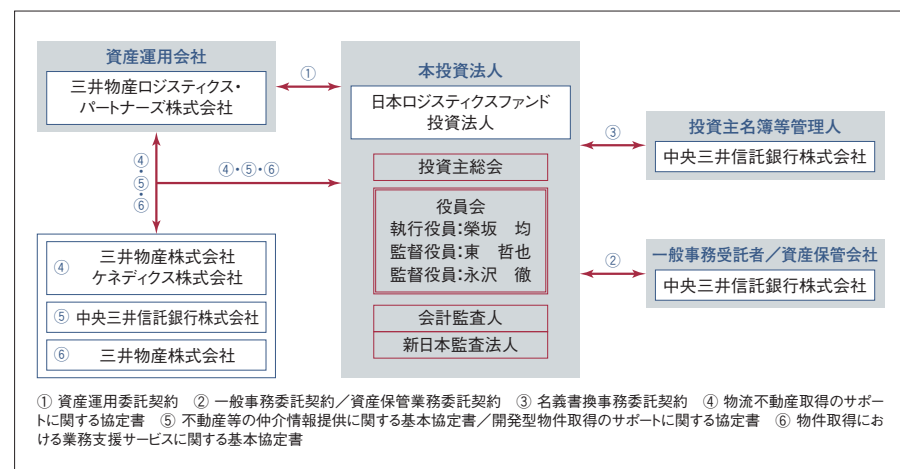 資産運用会社
三井物産ロジスティクス・
パートナーズ株式会社
①
本投資法人
日本ロジスティクスファンド
投資法人
③
投資主名簿等管理人
中央三井信託銀行株式会社
④・⑤・⑥
④・⑤・⑥
投資主総会
役員会
執行役員:榮坂 均
監督役員:東 哲也
監督役員:永沢 徹
②
一般事務受託者/資産保管会社
中央三井信託銀行株式会社
④ 三井物産株式会社
ケネディクス株式会社
⑤ 中央三井信託銀行株式会社
⑥ 三井物産株式会社
会計監査人
新日本監査法人
① 資産運用委託契約 ② 一般事務委託契約/資産保管業務委託契約 ③ 名義書換事務委託契約 ④ 物流不動産取得のサポー
トに関する協定書 ⑤ 不動産等の仲介情報提供に関する基本協定書/開発型物件取得のサポートに関する協定書 ⑥ 物件取得にお
ける業務支援サービスに関する基本協定書